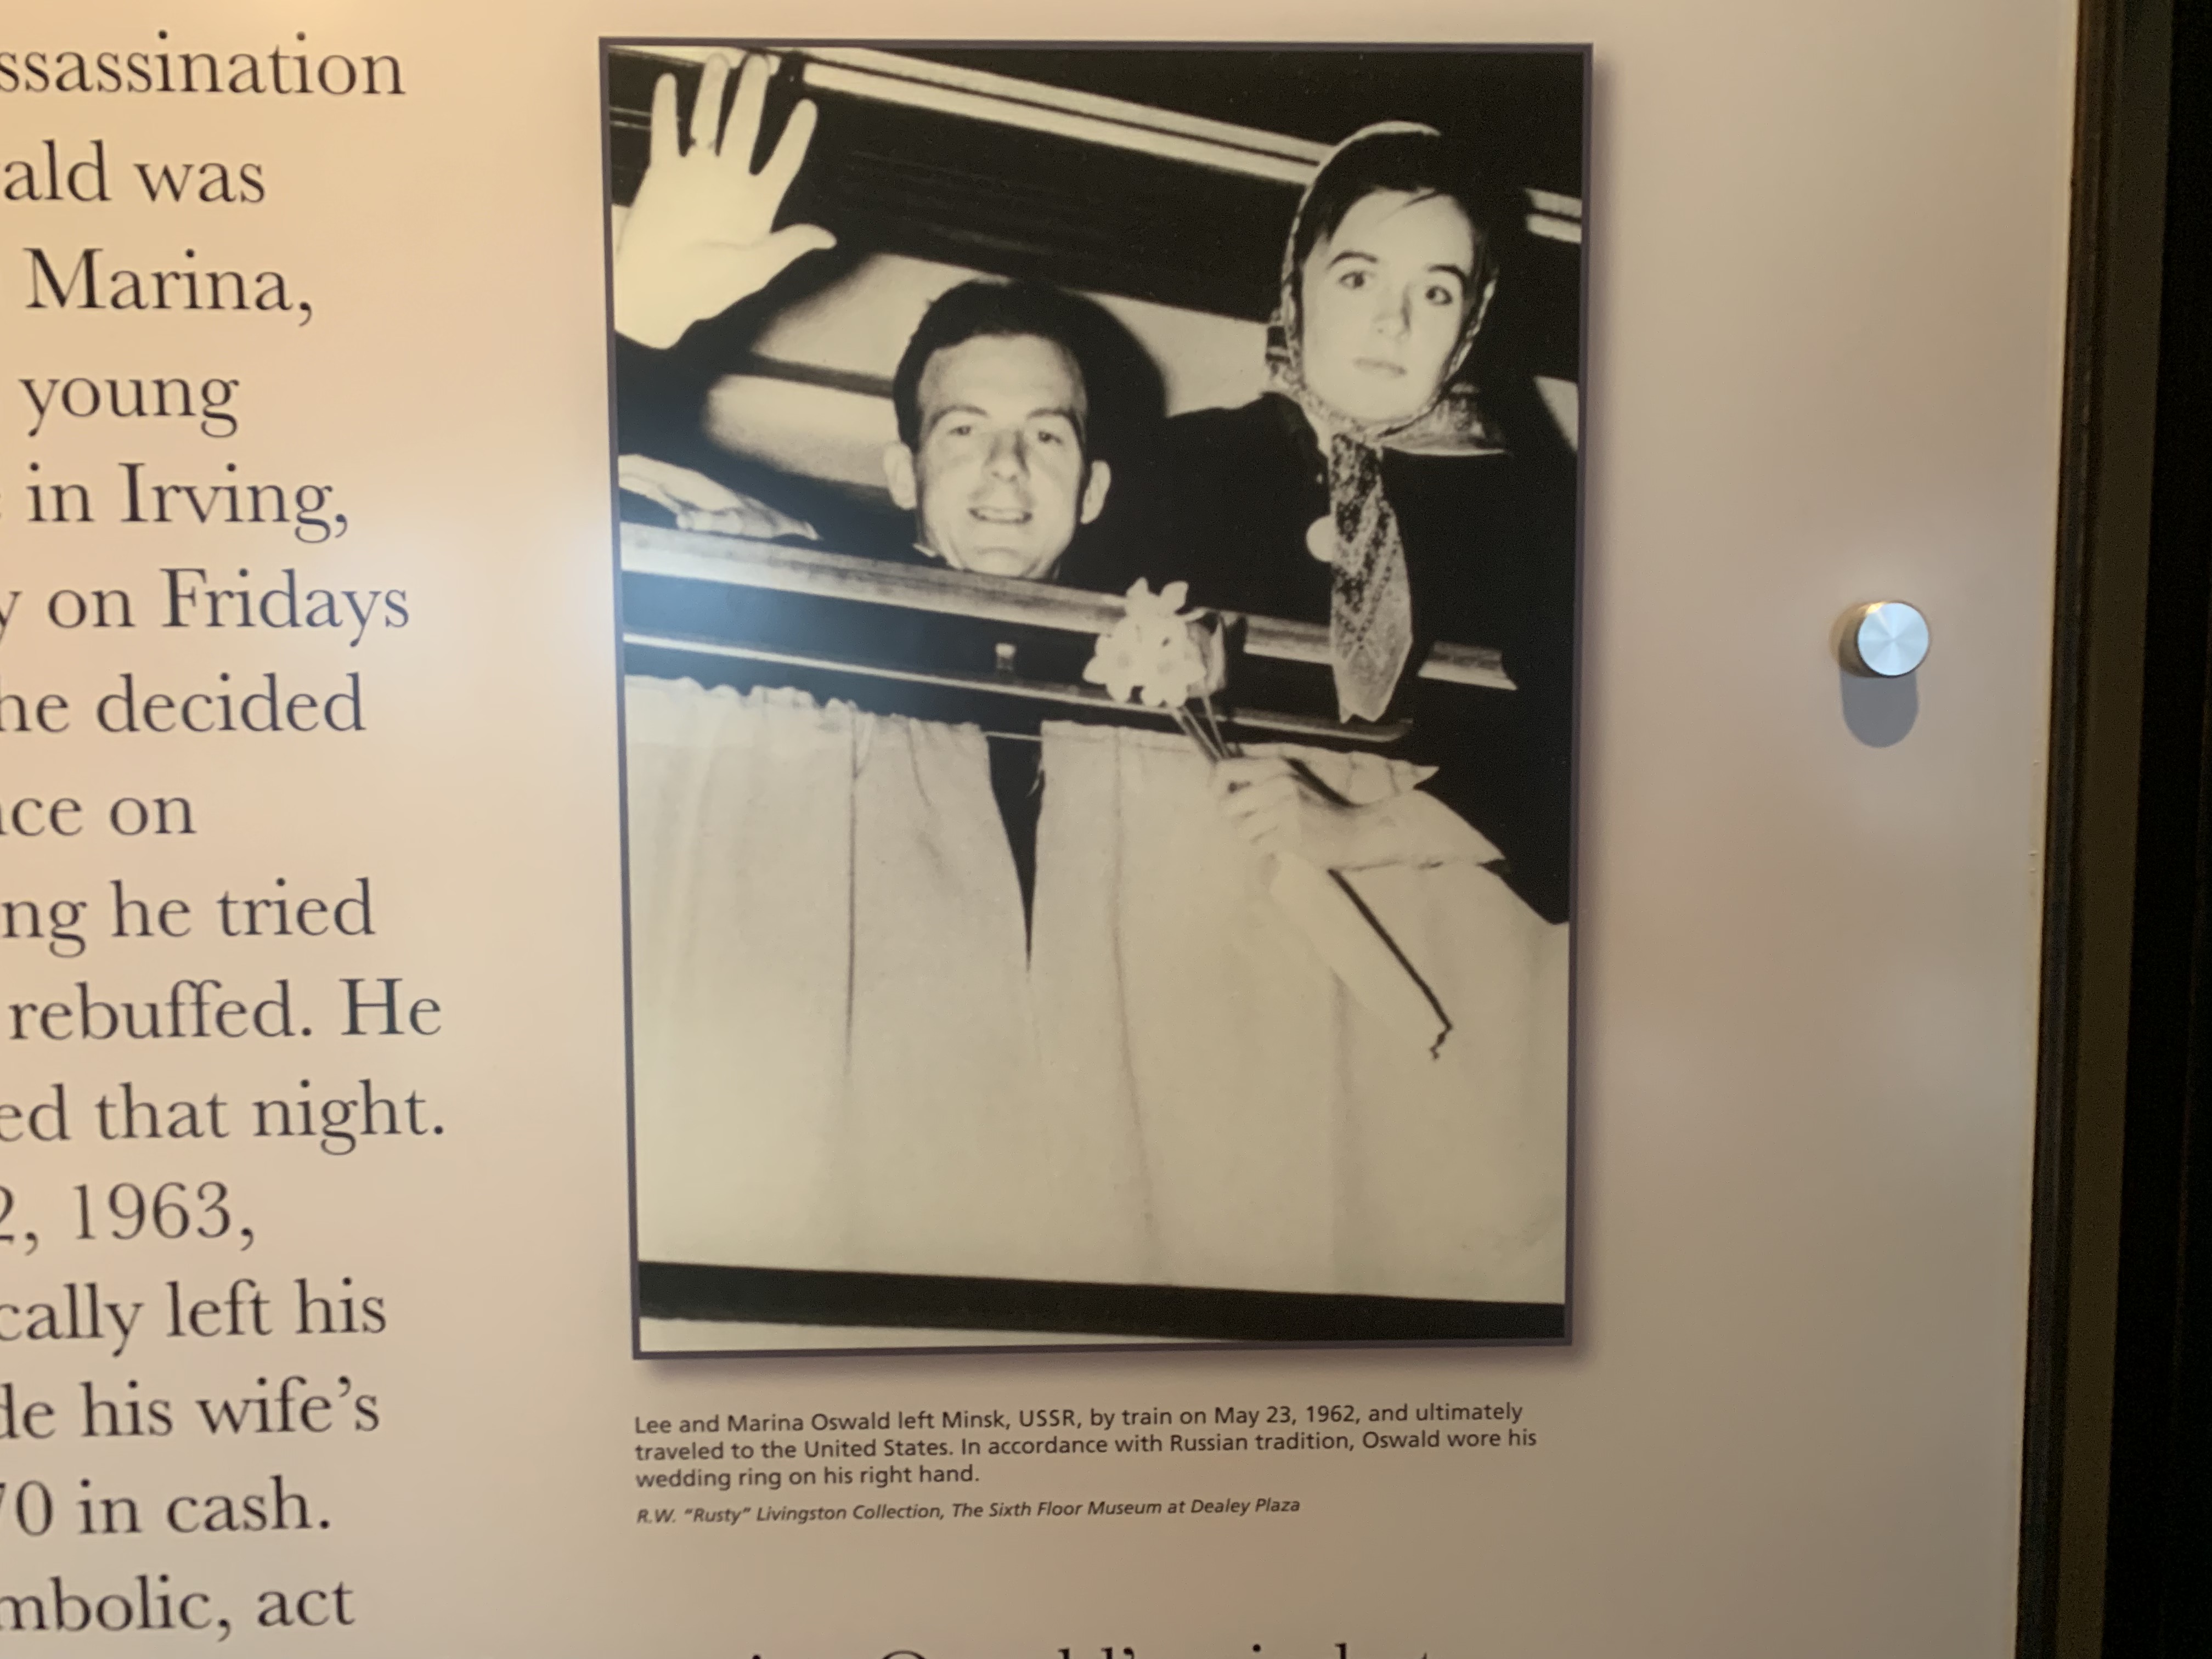 ssassination
ald was
Marina,
young
in Irving,
y on Fridays
he decided
ce on
ng he tried
rebuffed. He
ed that night.
2, 1963,
cally left his
de his wife's
70 in cash.
mbolic, act
Lee and Marina Oswald left Minsk, USSR, by train on May 23, 1962, and ultimately
traveled to the United States. In accordance with Russian tradition, Oswald wore his
wedding ring on his right hand.
R.W. "Rusty" Livingston Collection, The Sixth Floor Museum at Dealey Plaza